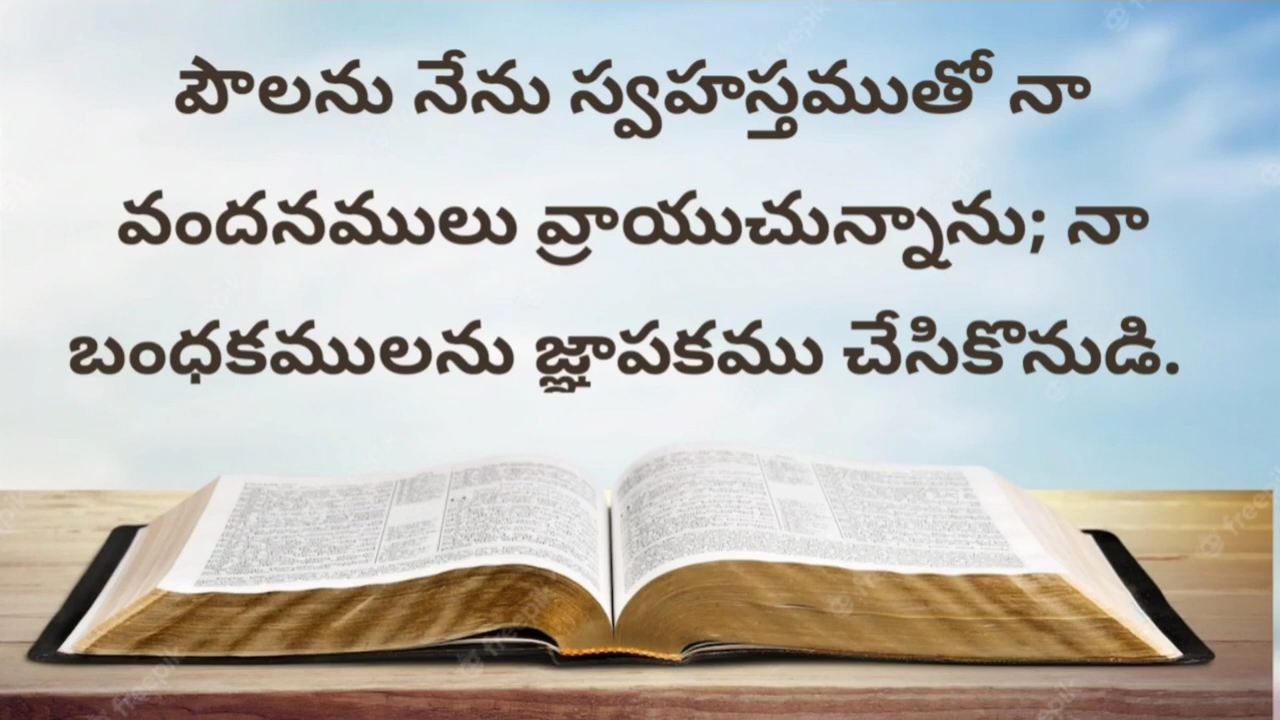 పౌలను నేను స్వహస్తముతో నా
వందనములు వ్రాయుచున్నాను; నా
బంధకములను జ్ఞాపకము చేసికొనుడి.